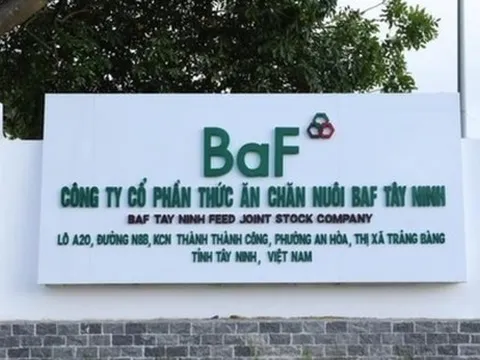 BaF
CÔNG TY CỔ PHẦN THỨC ĂN CHĂN NUÔI BAF TÂY NINH
BAF TAY NINH FEED JOINT STOCK COMPANY
LÔ A20, ĐƯỜNG N8B, KCN THÀNH THÀNH CÔNG, PHƯỜNG AN HÒA, THỊ XÃ TRẢNG BÀNG
TỈNH TÂY NINH, VIỆT NAM